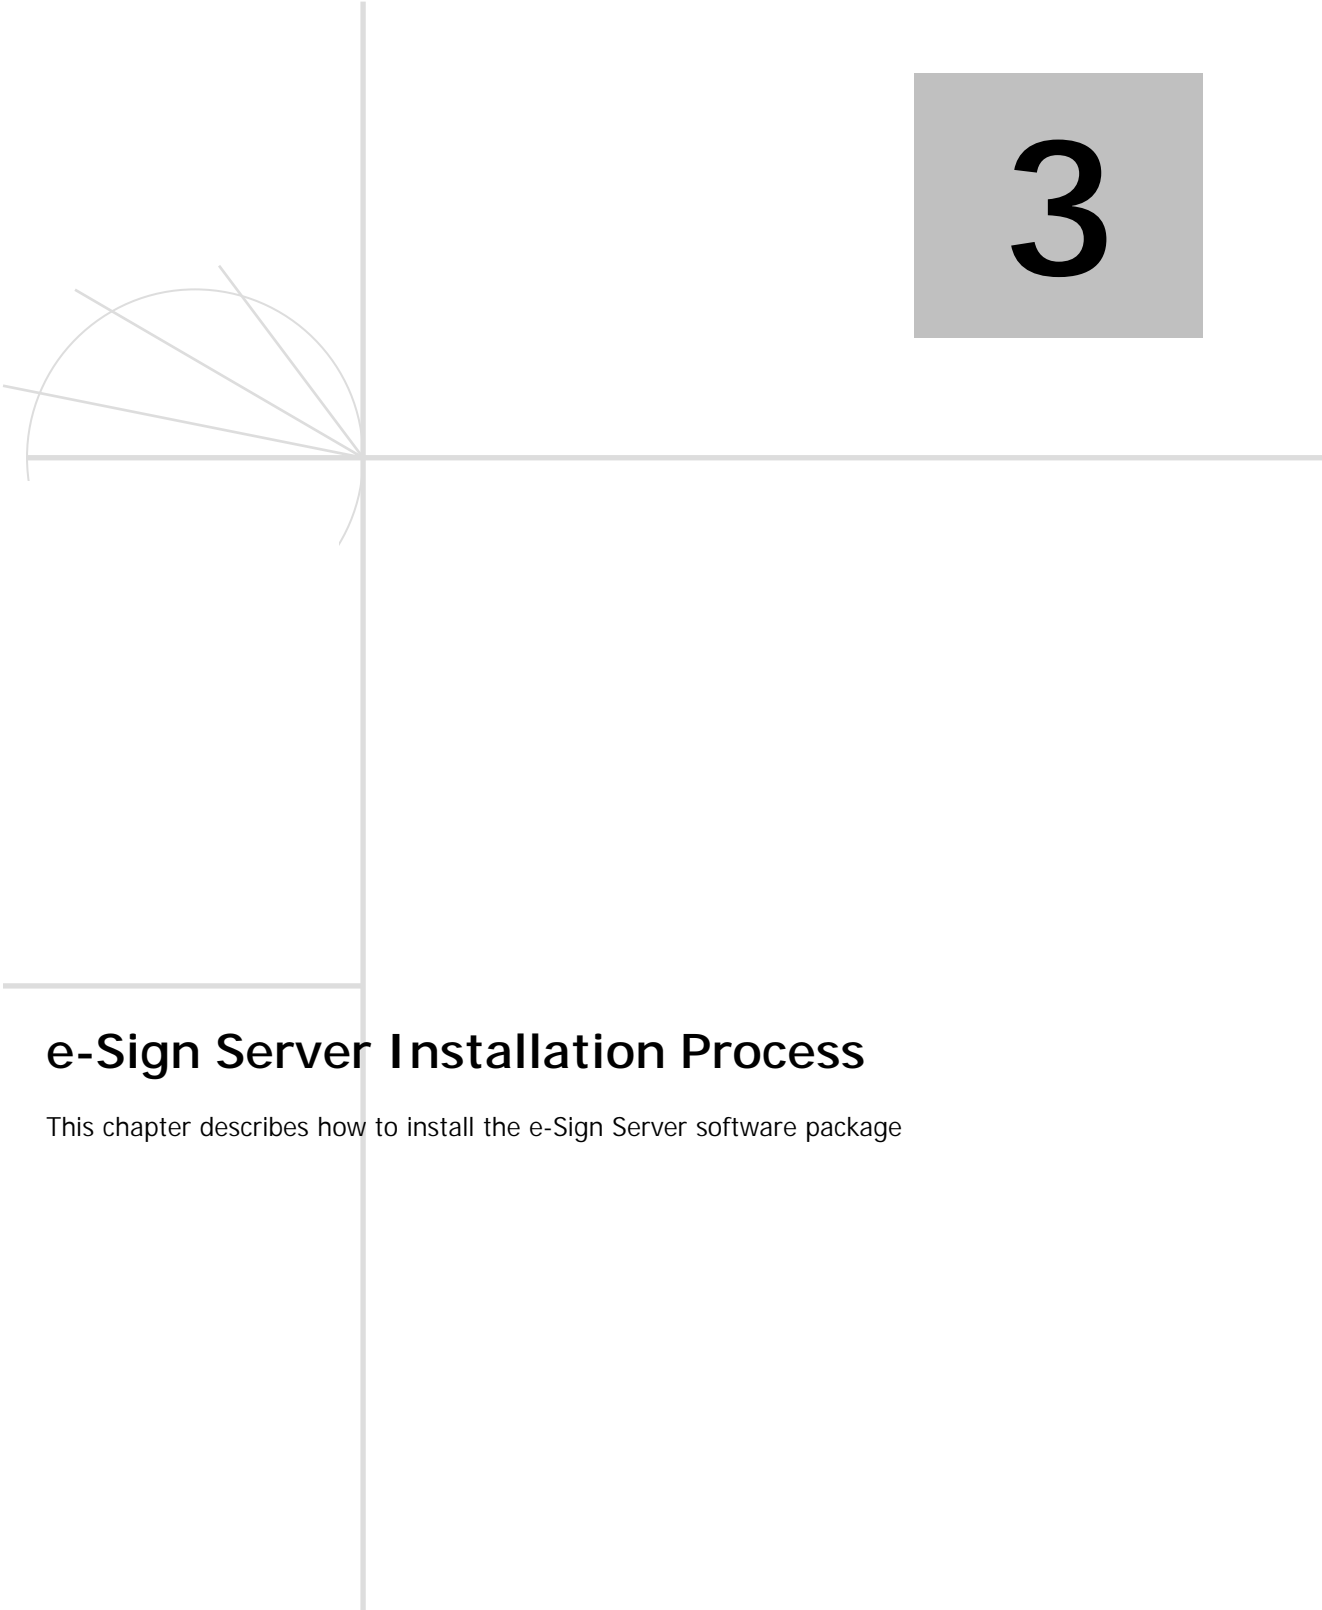 3
e-Sign Server Installation Process
This chapter describes how to install the e-Sign Server software package